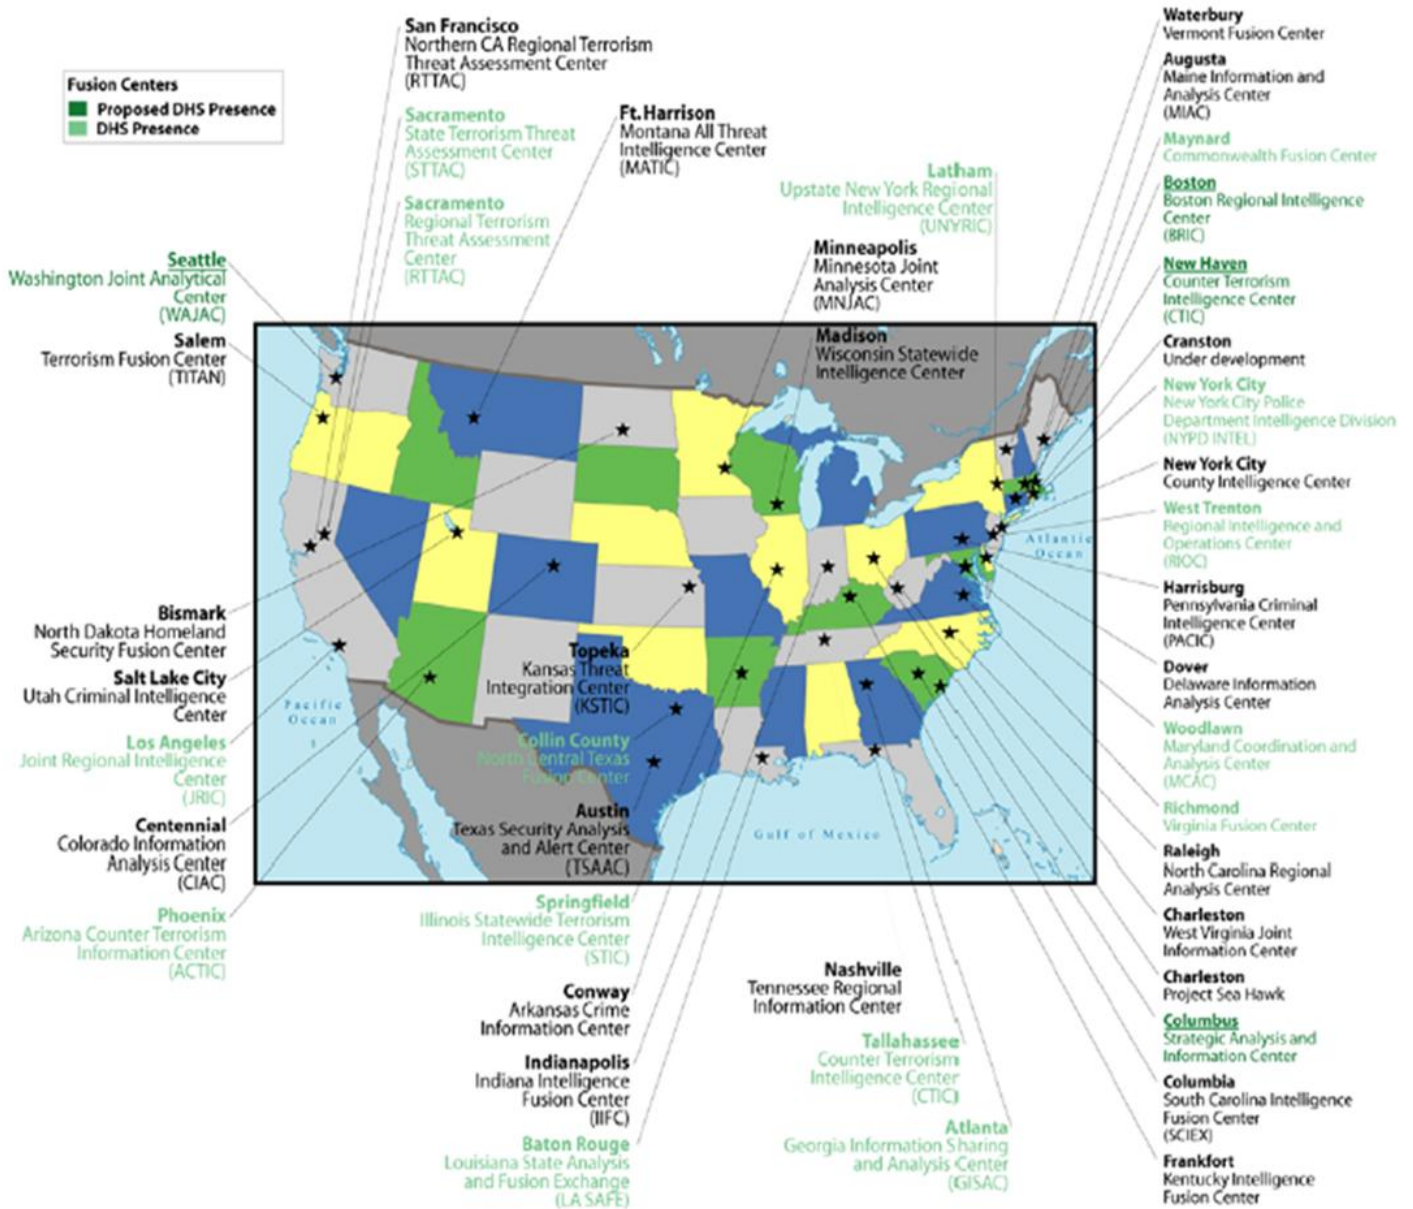 Fusion Centers
Proposed DHS Presence
DHS Presence
San Francisco
Northern CA Regional Terrorism
Threat Assessment Center
(RTTAC)
Sacramento
State Terrorism Threat
Assessment Center
(STTAC)
Sacramento
Regional Terrorism
Threat Assessment
Center
(RTTAC)
Ft. Harrison
Montana All Threat
Intelligence Center
(MATIC)
Latham
Upstate New York Regional
Intelligence Center
(UNYRIC)
Minneapolis
Minnesota Joint
Analysis Center
(MNJAC)
Madison
Wisconsin Statewide
Intelligence Center
Seattle
Washington Joint Analytical
Center
(WAJAC)
Salem
Terrorism Fusion Center
(TITAN)
Bismark
North Dakota Homeland
Security Fusion Center
Salt Lake City
Utah Criminal Intelligence
Center
Los Angeles
Joint Regional Intelligence
Center
(JRIC)
Centennial
Colorado Information
Analysis Center
(CIAC)
Phoenix
Arizona Counter Terrorism
Information Center
(ACTIC)
Pacific
Ocean
Topeka
Kansas Threat
Integration Center
(KSTIC)
Collin County
North Central Texas
Fusion Center
Austin
Texas Security Analysis
and Alert Center
(TSAAC)
Gulf of Mexico
Atlantic
Ocean
Springfield
Illinois Statewide Terrorism
Intelligence Center
(STIC)
Conway
Arkansas Crime
Information Center
Indianapolis
Indiana Intelligence
Fusion Center
(IIFC)
Baton Rouge
Louisiana State Analysis
and Fusion Exchange
(LA SAFE)
Nashville
Tennessee Regional
Information Center
Tallahassee
Counter Terrorism
Intelligence Center
(CTIC)
Atlanta
Georgia Information Sharing
and Analysis Center
(GISAC)
Waterbury
Vermont Fusion Center
Augusta
Maine Information and
Analysis Center
(MIAC)
Maynard
Commonwealth Fusion Center
Boston
Boston Regional Intelligence
Center
(BRIC)
New Haven
Counter Terrorism
Intelligence Center
(CTIC)
Cranston
Under development
New York City
New York City Police
Department Intelligence Division
(NYPD INTEL)
New York City
County Intelligence Center
West Trenton
Regional Intelligence and
Operations Center
(RIOC)
Harrisburg
Pennsylvania Criminal
Intelligence Center
(PACIC)
Dover
Delaware Information
Analysis Center
Woodlawn
Maryland Coordination and
Analysis Center
(MCAC)
Richmond
Virginia Fusion Center
Raleigh
North Carolina Regional
Analysis Center
Charleston
West Virginia Joint
Information Center
Charleston
Project Sea Hawk
Columbus
Strategic Analysis and
Information Center
Columbia
South Carolina Intelligence
Fusion Center
(SCIEX)
Frankfort
Kentucky Intelligence
Fusion Center